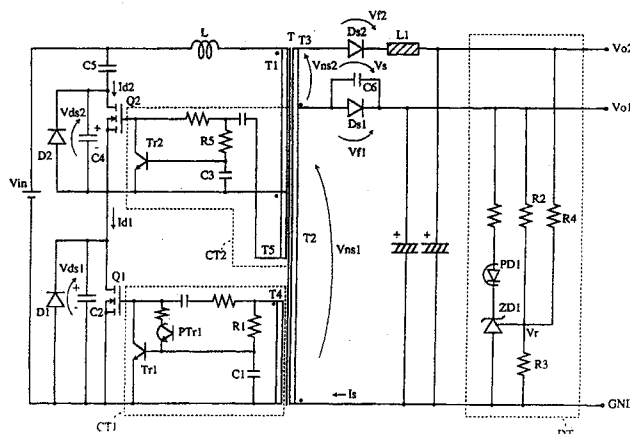 Ds2 Vf2 L1
L T T3 Vo2
T1 Vns2 Vs
C5 C6
Id2 Vo1
Q2 Ds1
Vds2 + Vf1
R5
D2 - C4 Tr2 R2
C3 R4
T2
Id1 T5 Vns1 + +
CT2 PD1
Vds1 Q1
+ T4 ZD1
D1 - C2 PTr1 R1 Vr
Tr1 R3
C1
Is GND
CT1 DT
Vin